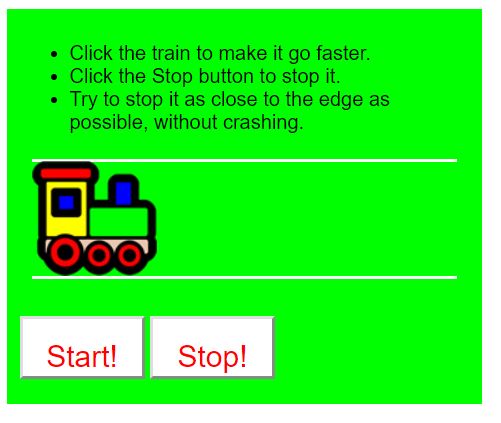 Click the train to make it go faster.
Click the Stop button to stop it.
Try to stop it as close to the edge as
possible, without crashing.
Start! Stop!